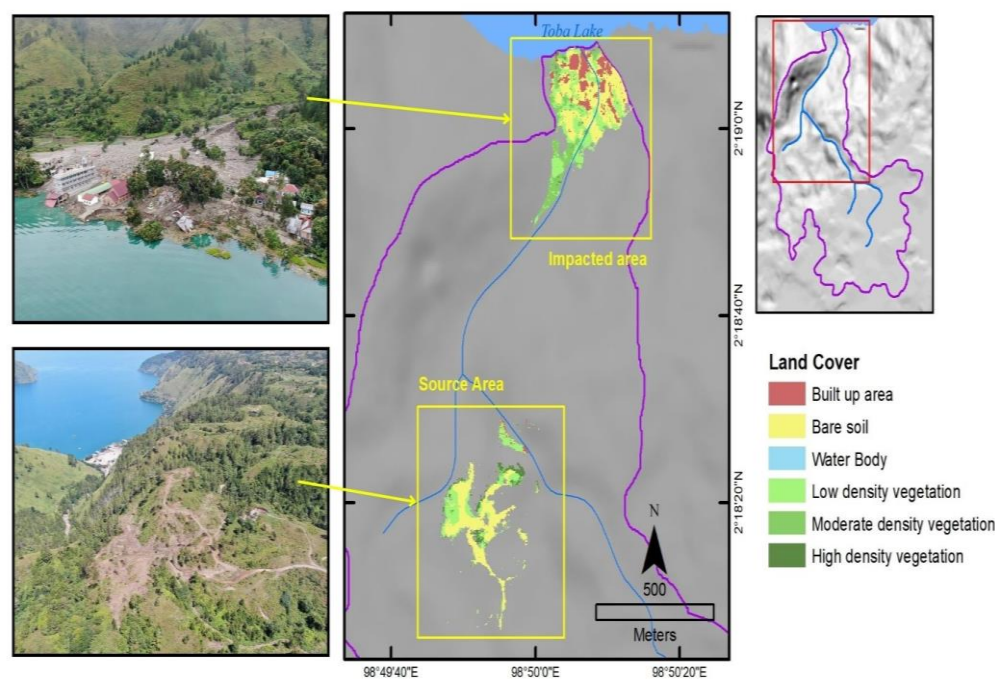 Toba Lake
2°19'0"N
Impacted area
2°18'40"N
Source Area
2°18'20"N
N
500
Meters
98°49'40"E
98°50'0"E
98°50'20"E
Land Cover
Built up area
Bare soil
Water Body
Low density vegetation
Moderate density vegetation
High density vegetation